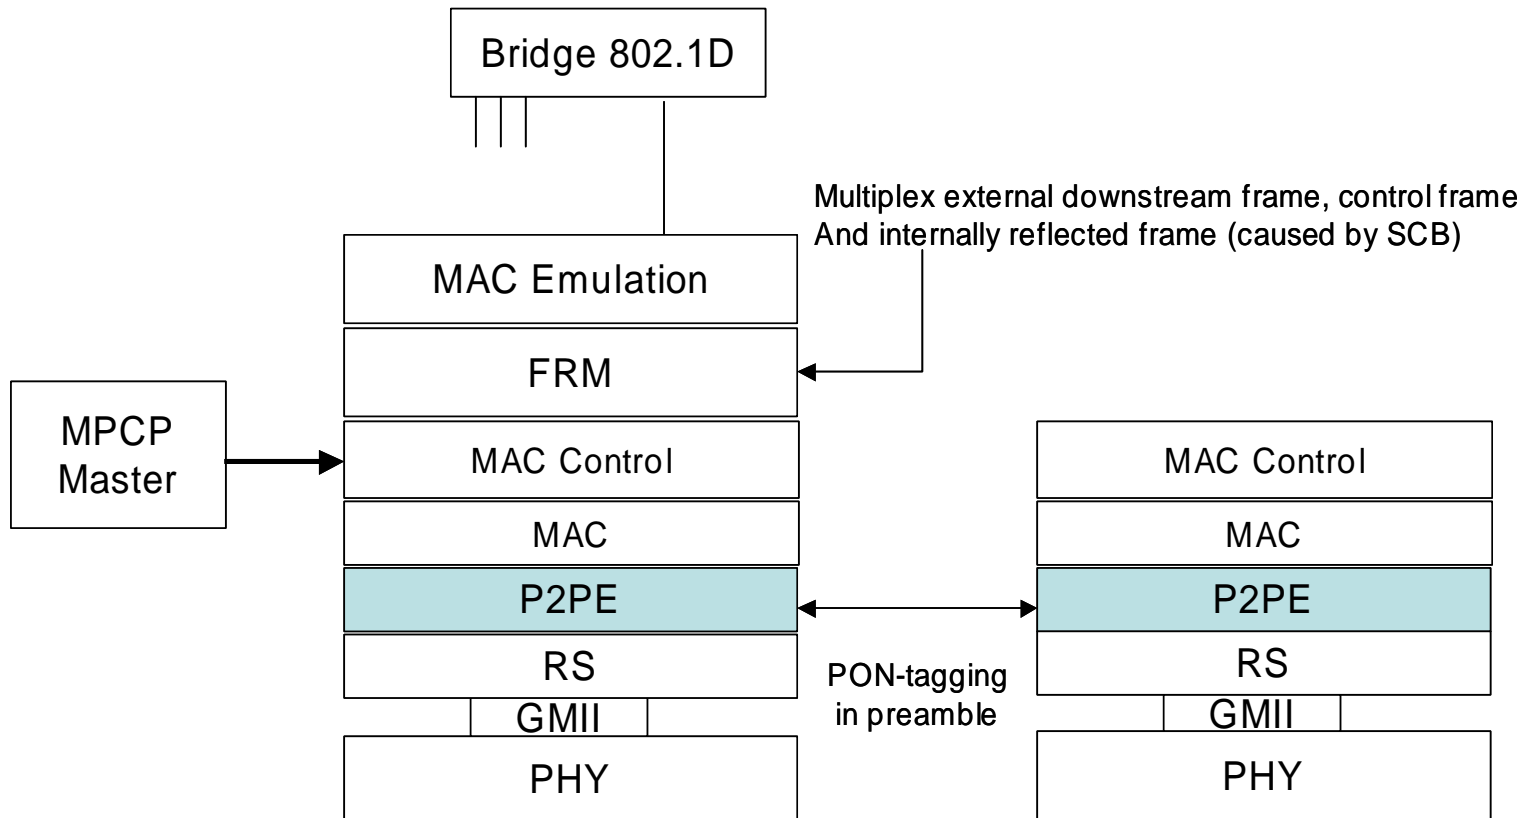 Bridge 802.1D
Multiplex external downstream frame, control frame
And internally reflected frame (caused by SCB)
MAC Emulation
FRM
MPCP
Master
MAC Control
MAC
P2PE
RS
GMII
PHY
PON-tagging
in preamble
MAC Control
MAC
P2PE
RS
GMII
PHY